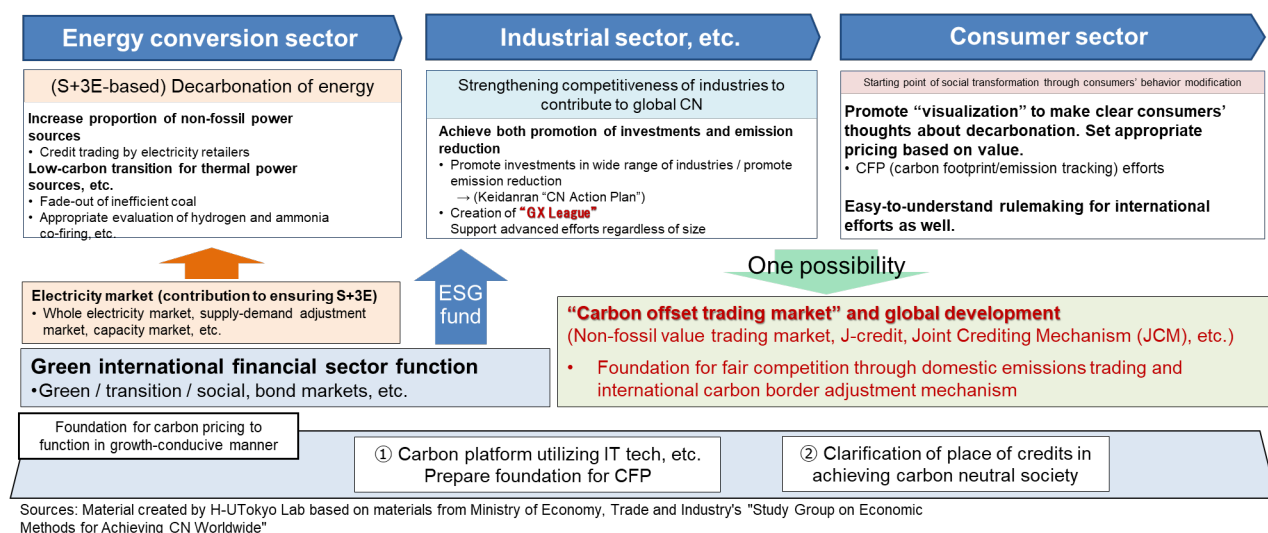 Energy conversion sector
(S+3E-based) Decarbonation of energy
Increase proportion of non-fossil power
sources
• Credit trading by electricity retailers
Low-carbon transition for thermal power
sources, etc.
• Fade-out of inefficient coal
• Appropriate evaluation of hydrogen and ammonia
co-firing, etc.
Industrial sector, etc.
Strengthening competitiveness of industries to
contribute to global CN
Achieve both promotion of investments and emission
reduction
• Promote investments in wide range of industries / promote
emission reduction
→ (Keidanran “CN Action Plan”)
• Creation of “GX League”
Support advanced efforts regardless of size
Consumer sector
Starting point of social transformation through consumers’ behavior modification
Promote “visualization” to make clear consumers’
thoughts about decarbonation. Set appropriate
pricing based on value.
• CFP (carbon footprint/emission tracking) efforts
Easy-to-understand rulemaking for international
efforts as well.
Electricity market (contribution to ensuring S+3E)
• Whole electricity market, supply-demand adjustment
market, capacity market, etc.
ESG
fund
One possibility
Green international financial sector function
•Green / transition / social, bond markets, etc.
“Carbon offset trading market” and global development
(Non-fossil value trading market, J-credit, Joint Crediting Mechanism (JCM), etc.)
• Foundation for fair competition through domestic emissions trading and
international carbon border adjustment mechanism
Foundation for carbon pricing to
function in growth-conducive manner
① Carbon platform utilizing IT tech, etc.
Prepare foundation for CFP
② Clarification of place of credits in
achieving carbon neutral society
Sources: Material created by H-UTokyo Lab based on materials from Ministry of Economy, Trade and Industry's "Study Group on Economic
Methods for Achieving CN Worldwide"